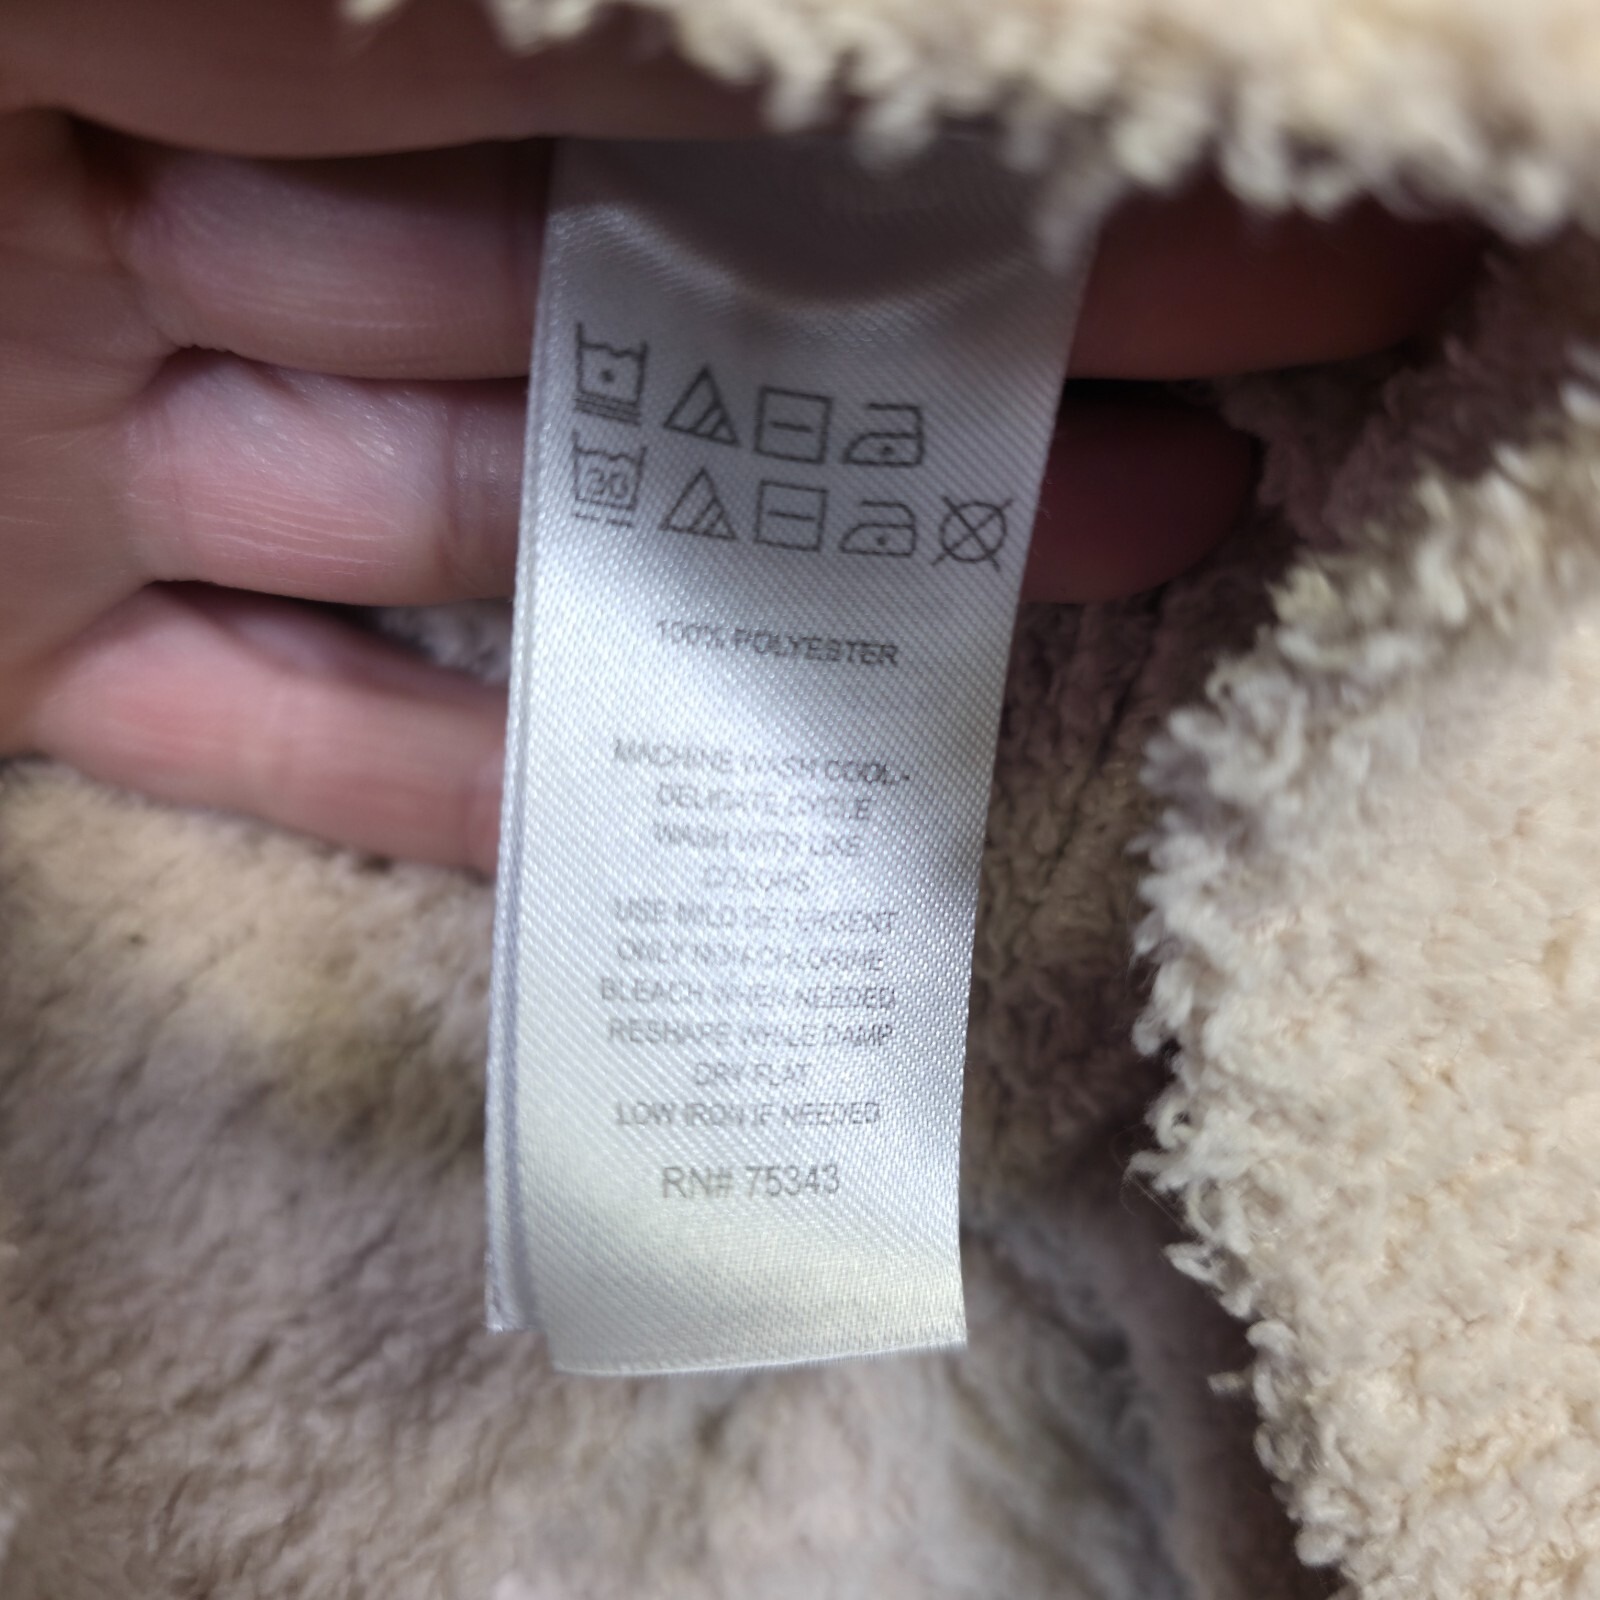 30
100% POLYESTER
MACHINE WASH COOL-
DELICATE CYCLE
WASH WITH LIKE
COLORS
USE MILD DETERGENT
ONLY NON-CHLORINE
BLEACH WHEN NEEDED
RESHAPE WHILE DAMP
DRY FLAT
LOW IRON IF NEEDED
RN# 75343